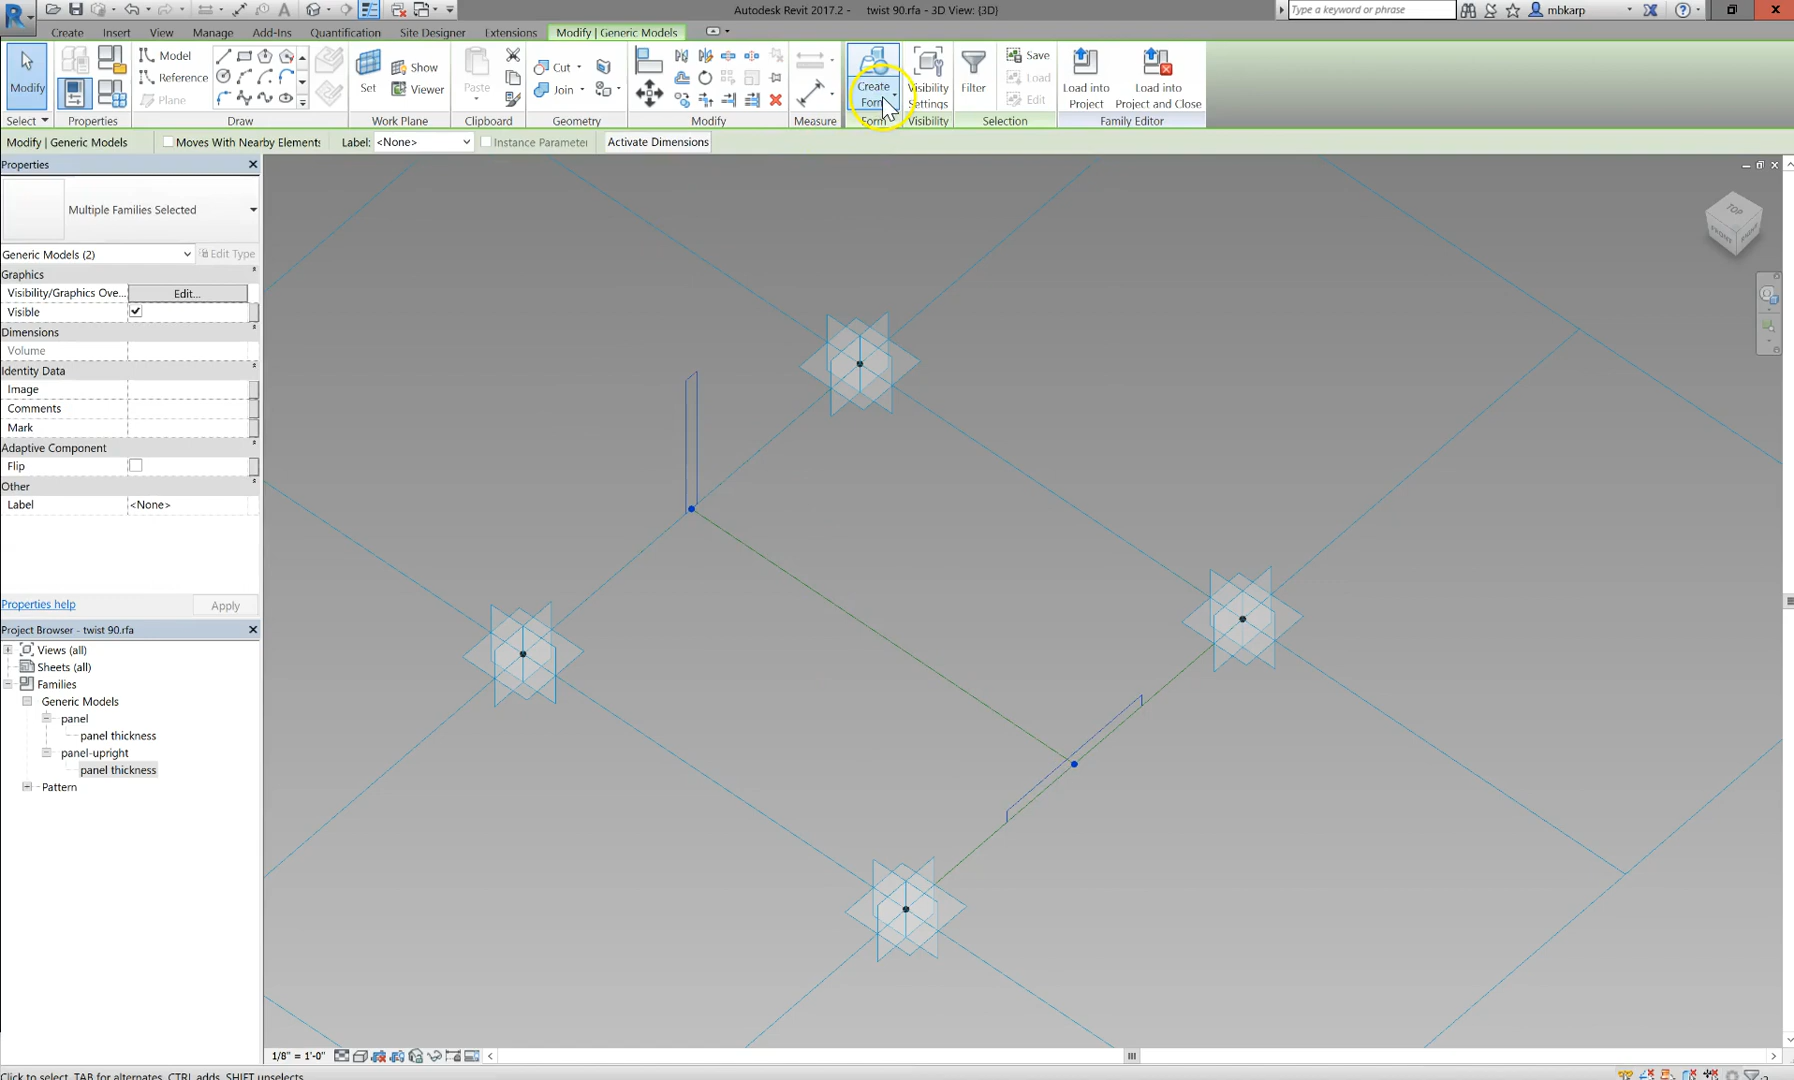 Autodesk Revit 2017.2 - twist 90.rfa - 3D View: {3D}
Type a keyword or phrase
mbkarp
Create Insert View Manage Add-Ins Quantification Site Designer Extensions Modify | Generic Models
Modify
Model
Reference
Plane
Set
Show
Viewer
Paste
Cut
Join
Create
Form
Visibility
Settings
Filter
Save
Load
Edit
Load into
Project
Load into
Project and Close
Select Properties Draw Work Plane Clipboard Geometry Modify Measure Form Visibility Selection Family Editor
Modify | Generic Models Moves With Nearby Elements Label: <None> Instance Parameter Activate Dimensions
Properties
Multiple Families Selected
Generic Models (2) Edit Type
Graphics
Visibility/Graphics Ove... Edit...
Visible
Dimensions
Volume
Identity Data
Image
Comments
Mark
Adaptive Component
Flip
Other
Label <None>
Properties help Apply
Project Browser - twist 90.rfa
Views (all)
Sheets (all)
Families
Generic Models
panel
panel thickness
panel-upright
panel thickness
Pattern
TOP
FRONT
1/8" = 1'-0"
Click to select, TAB for alternates, CTRL adds, SHIFT unselects.